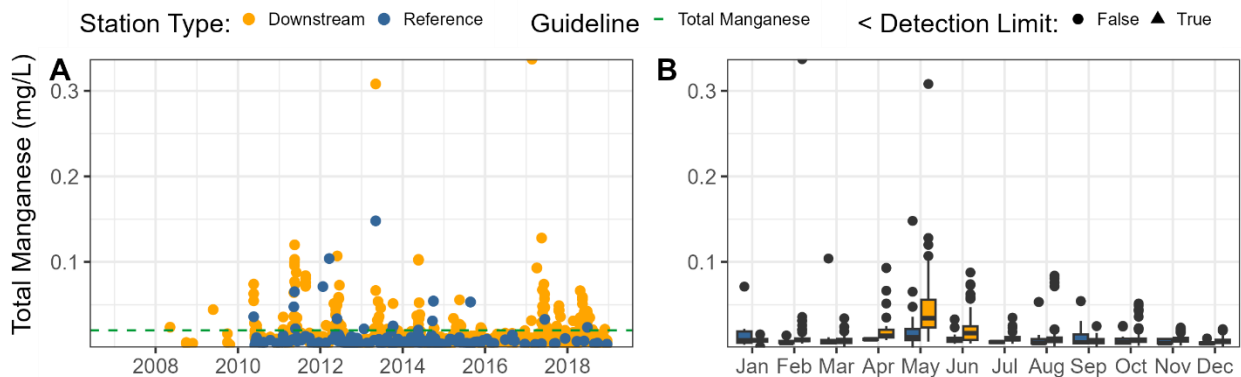 Station Type: Downstream Reference Guideline Total Manganese < Detection Limit: False True
A
B
Total Manganese (mg/L)
0.3
0.2
0.1
0.3
0.2
0.1
2008 2010 2012 2014 2016 2018
Jan Feb Mar Apr May Jun Jul Aug Sep Oct Nov Dec